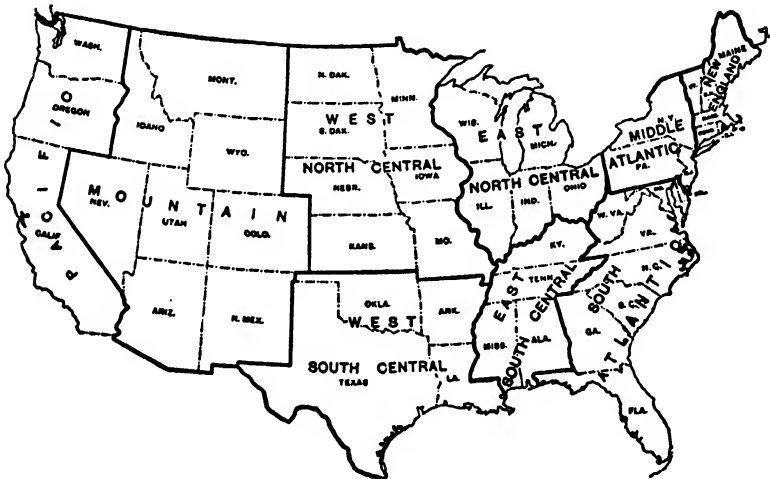 WASH.
OREGON
CALIF.
PACIFIC
MONT.
IDAHO
WYO.
NEV.
UTAH
COLO.
ARIZ.
N. MEX.
MOUNTAIN
N. DAK.
MINN.
S. DAK.
WEST
NORTH CENTRAL
NEBR.
IOWA
KANS.
MO.
WIS.
MICH.
EAST
NORTH CENTRAL
ILL.
IND.
OHIO
OKLA.
ARK.
WEST
SOUTH CENTRAL
TEXAS
LA.
KY.
TENN.
MISS.
ALA.
EAST
SOUTH CENTRAL
MAINE
NEW
ENGLAND
V.
N.Y.
MIDDLE
ATLANTIC
PA.
W. VA.
VA.
N.C.
S.C.
GA.
FLA.
SOUTH
ATLANTIC